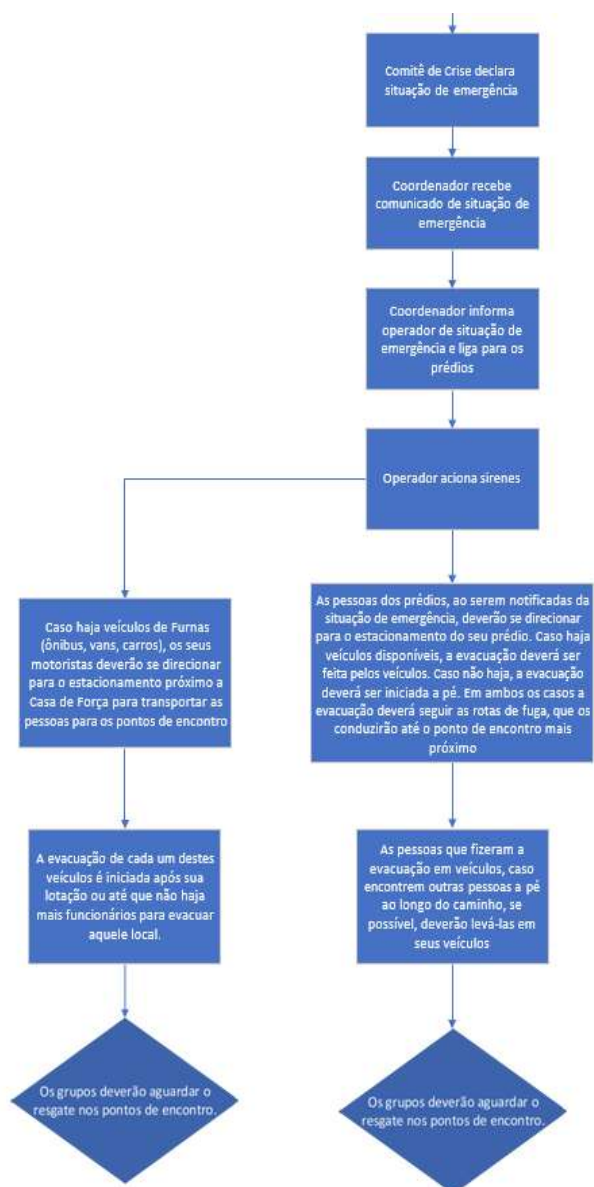 Comitê de Crise declara
situação de emergência
Coordenador recebe
comunicado de situação de
emergência
Coordenador informa
operador de situação de
emergência e liga para os
prédios
Operador aciona sirenes
Caso haja veículos de Furnas
(ônibus, vans, carros), os seus
motoristas deverão se direcionar
para o estacionamento próximo a
Casa de Força para transportar as
pessoas para os pontos de encontro
As pessoas dos prédios, ao serem notificadas da
situação de emergência, deverão se direcionar
para o estacionamento do seu prédio. Caso haja
veículos disponíveis, a evacuação deverá ser
feita pelos veículos. Caso não haja, a evacuação
deverá ser iniciada a pé. Em ambos os casos a
evacuação deverá seguir as rotas de fuga, que os
conduzirão até o ponto de encontro mais
próximo
A evacuação de cada um destes
veículos é iniciada após sua
lotação ou até que não haja
mais funcionários para evacuar
aquele local.
As pessoas que fizeram a
evacuação em veículos, caso
encontrem outras pessoas a pé
ao longo do caminho, se
possível, deverão levá-las em
seus veículos
Os grupos deverão aguardar o
resgate nos pontos de encontro.
Os grupos deverão aguardar o
resgate nos pontos de encontro.